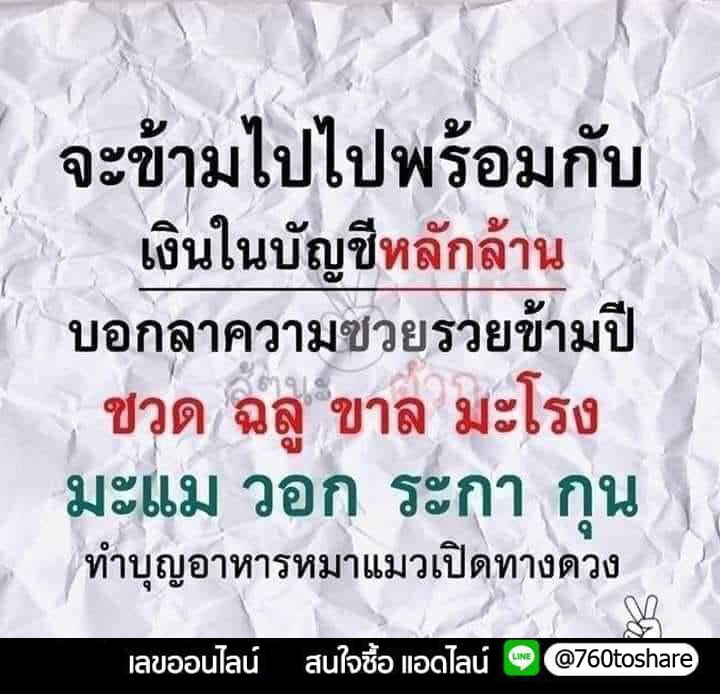 จะข้ามไปไปพร้อมกับ
เงินในบัญชีหลักล้าน
บอกลาความซวยรวยข้ามปี
ชวด ฉลู ขาล มะโรง
มะแม วอก ระกา กุน
ทำบุญอาหารหมาแมวเปิดทางดวง
เลขออนไลน์ สนใจซื้อ แอดไลน์ LINE @760toshare